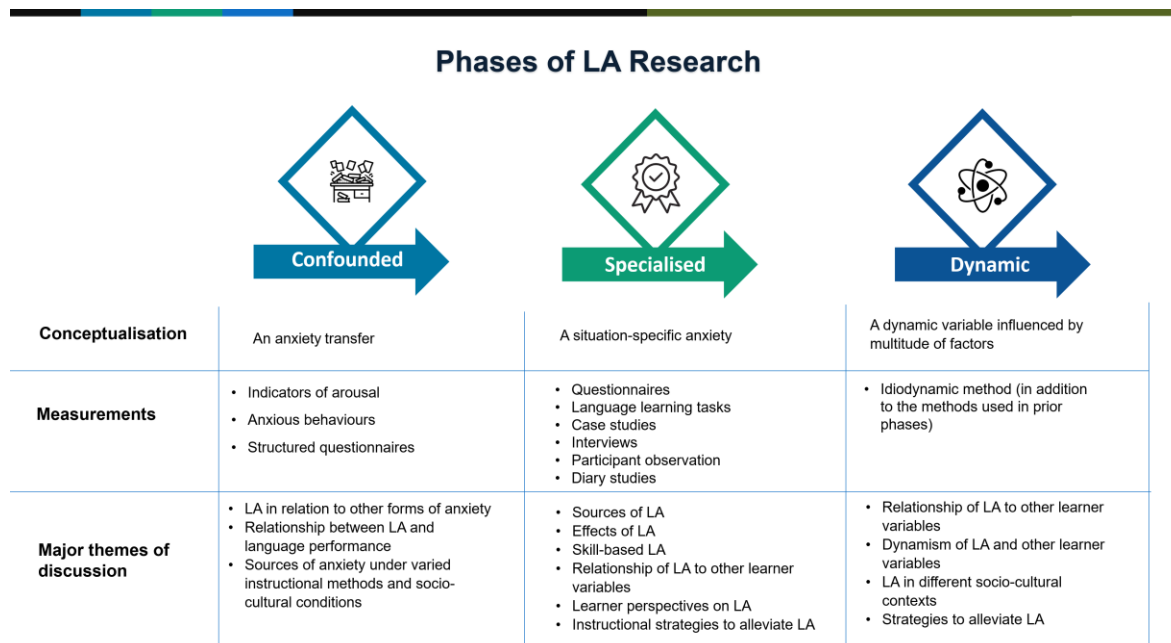 Phases of LA Research
Confounded
Specialised
Dynamic
Conceptualisation
An anxiety transfer
A situation-specific anxiety
A dynamic variable influenced by
multitude of factors
Measurements
• Indicators of arousal
• Anxious behaviours
• Structured questionnaires
• Questionnaires
• Language learning tasks
• Case studies
• Interviews
• Participant observation
• Diary studies
• Idiodynamic method (in addition
to the methods used in prior
phases)
Major themes of
discussion
• LA in relation to other forms of anxiety
• Relationship between LA and
language performance
• Sources of anxiety under varied
instructional methods and socio-
cultural conditions
• Sources of LA
• Effects of LA
• Skill-based LA
• Relationship of LA to other learner
variables
• Learner perspectives on LA
• Instructional strategies to alleviate LA
• Relationship of LA to other learner
variables
• Dynamism of LA and other learner
variables
• LA in different socio-cultural
contexts
• Strategies to alleviate LA